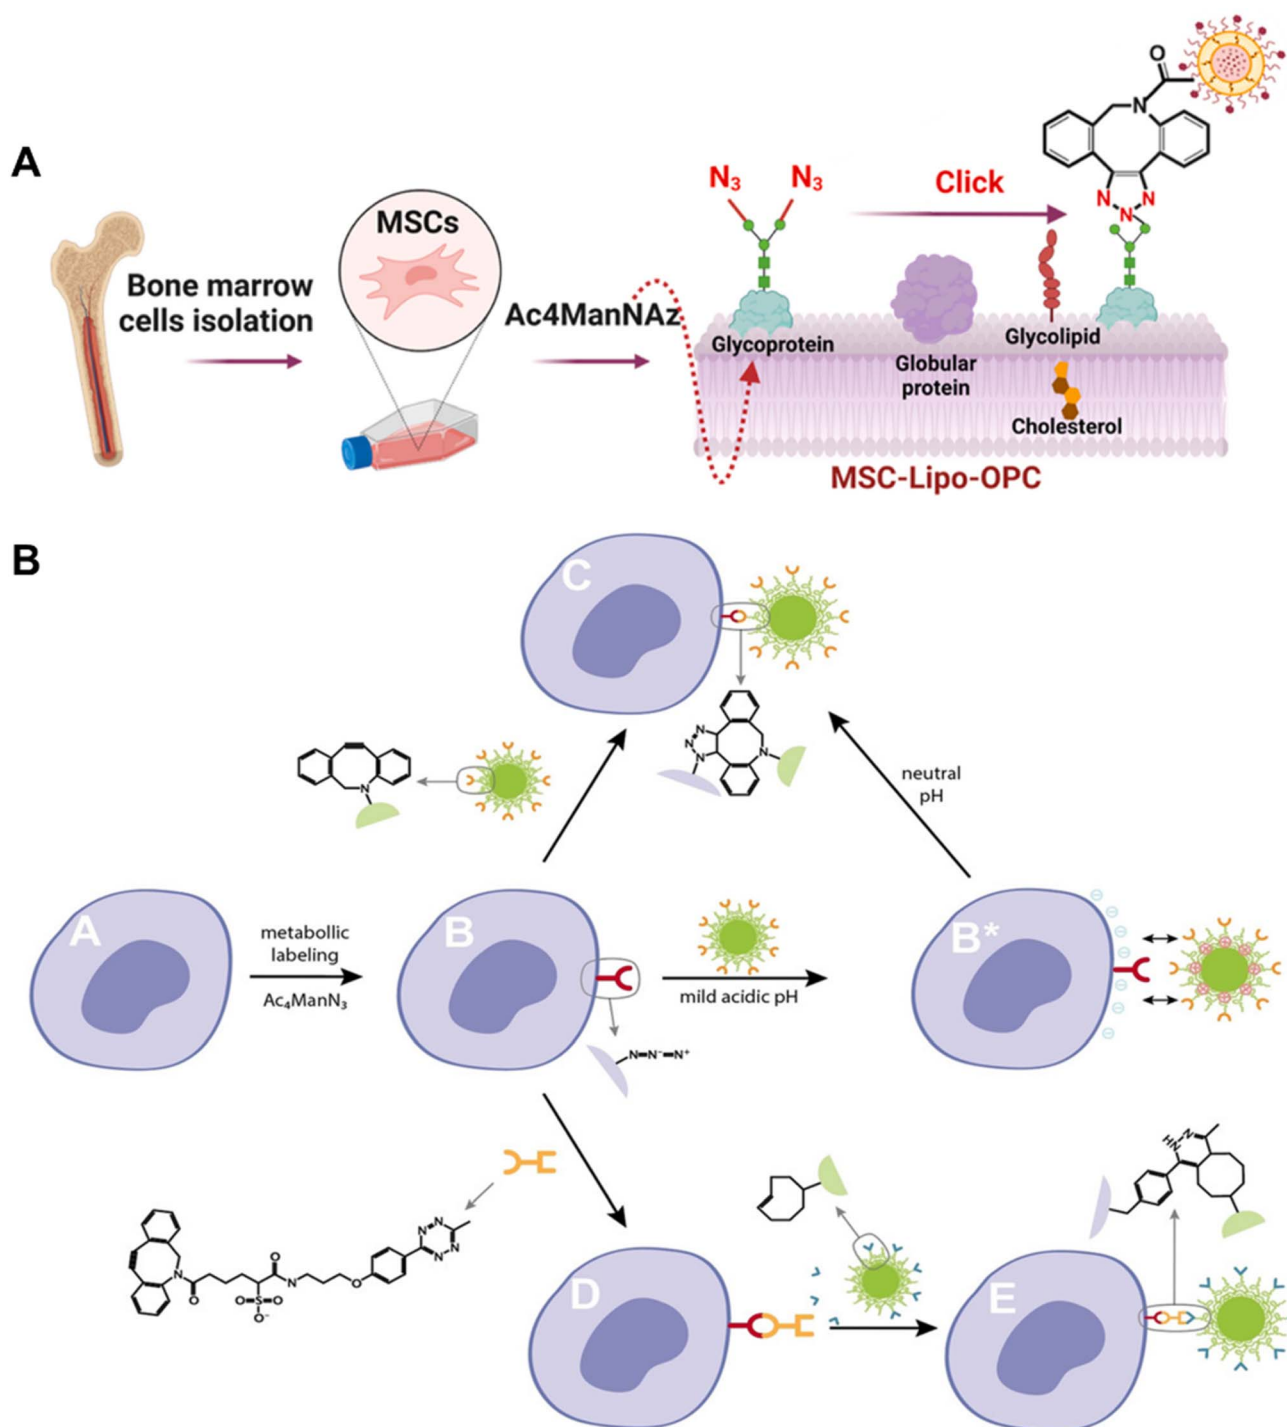 A
Bone marrow
cells isolation
MSCs
Ac4ManNAz
N₃ N₃
Click
O
N
N N
N
Glycoprotein
Globular
protein
Glycolipid
Cholesterol
MSC-Lipo-OPC
B
C
N
N
N
N
N
N
neutral
pH
A
metabollic
labeling
Ac₄ManN₃
B
N=N⁻=N⁺
mild acidic pH
B*
N
O
O
O=S=O
O⁻
N
H
O
N=N
N-N
D
HN-N
E